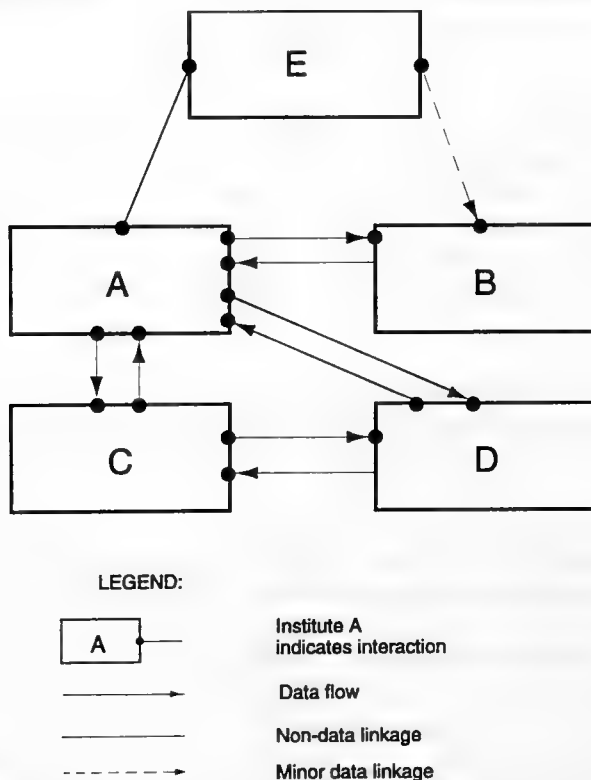 E
A
B
C
D
LEGEND:
A
Institute A
indicates interaction
Data flow
Non-data linkage
Minor data linkage